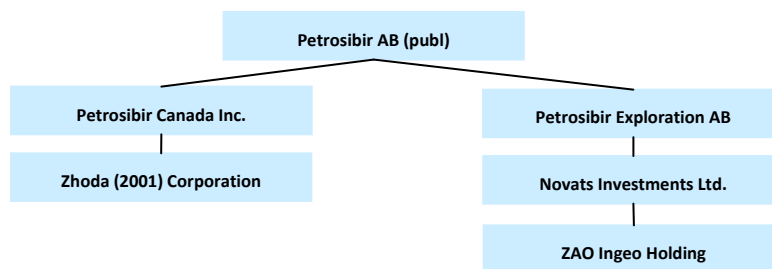 Petrosibir AB (publ)
Petrosibir Canada Inc.
Petrosibir Exploration AB
Zhoda (2001) Corporation
Novats Investments Ltd.
ZAO Ingeo Holding